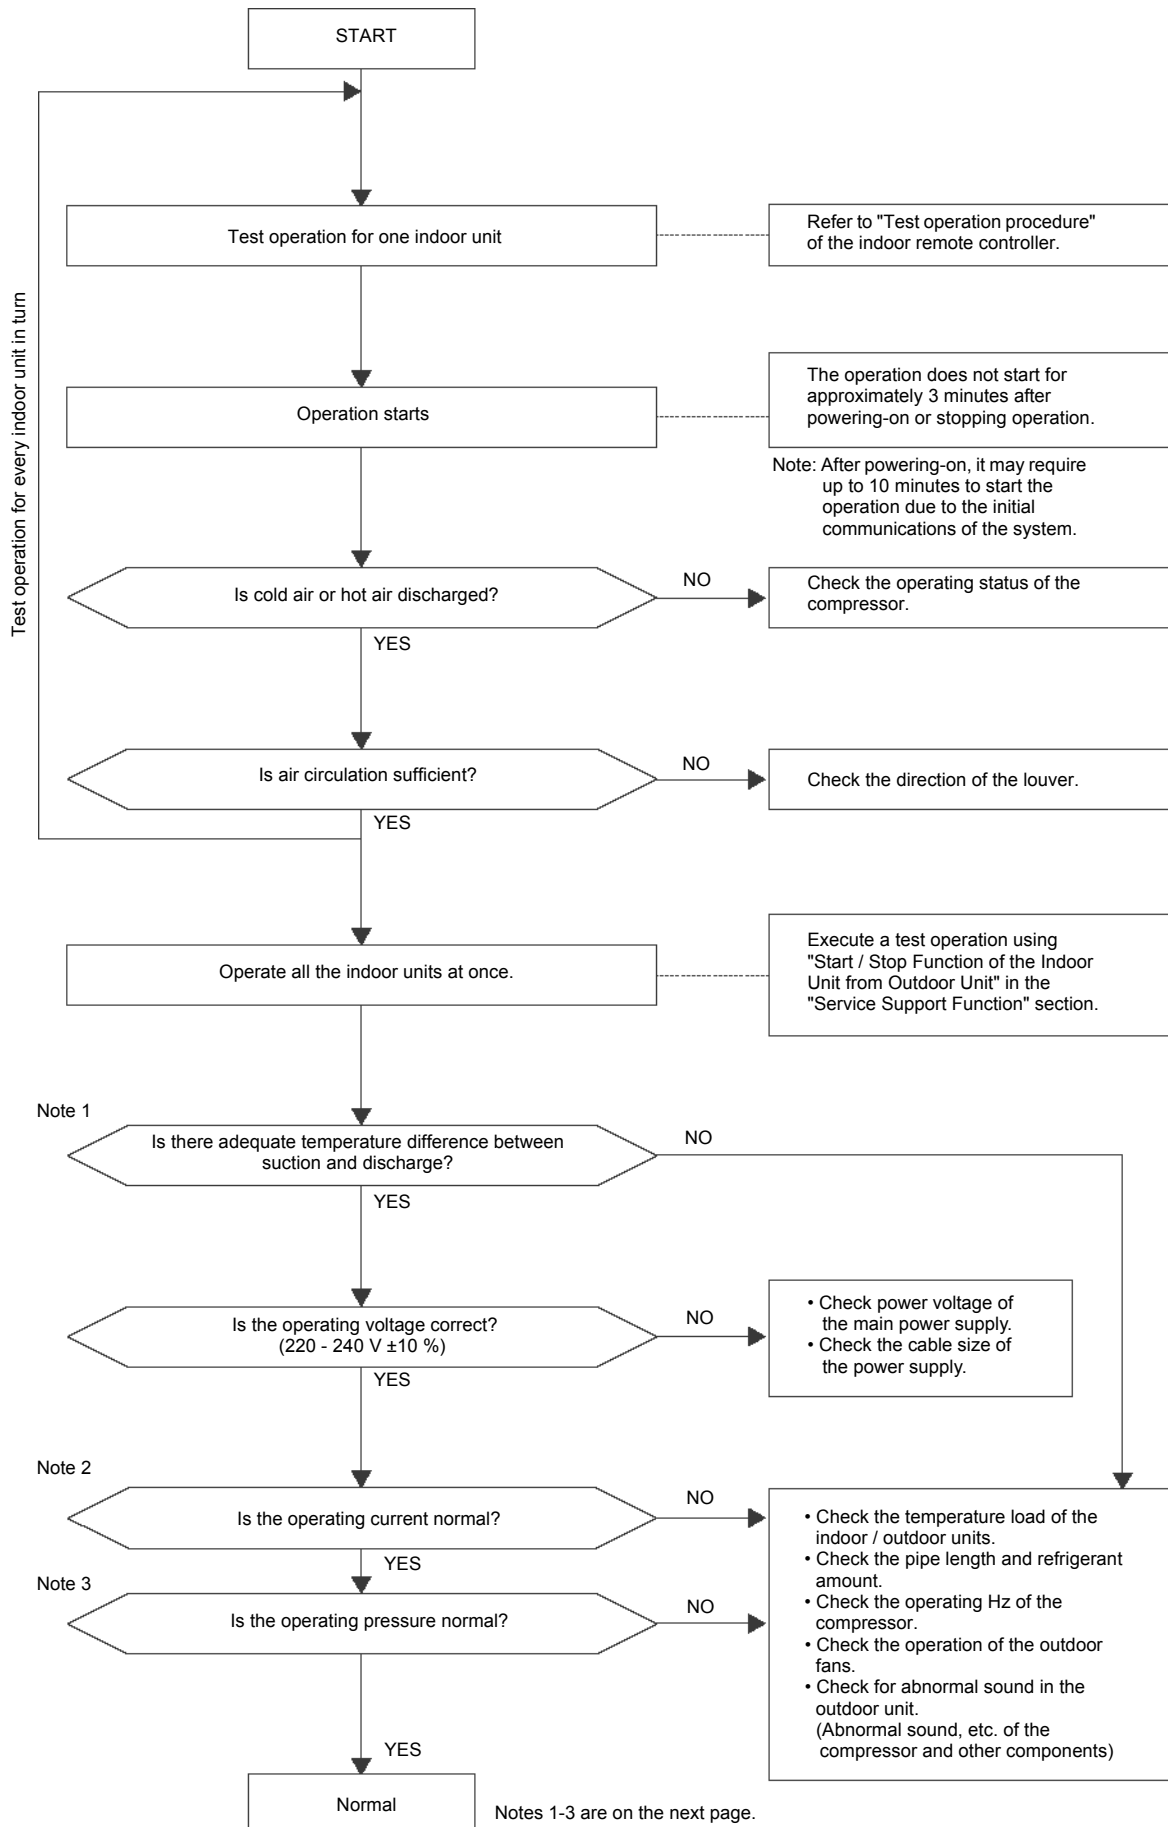 START
Test operation for every indoor unit in turn
Test operation for one indoor unit
Refer to "Test operation procedure"
of the indoor remote controller.
Operation starts
The operation does not start for
approximately 3 minutes after
powering-on or stopping operation.
Note: After powering-on, it may require
up to 10 minutes to start the
operation due to the initial
communications of the system.
Is cold air or hot air discharged?
NO
Check the operating status of the
compressor.
YES
Is air circulation sufficient?
NO
Check the direction of the louver.
YES
Operate all the indoor units at once.
Execute a test operation using
"Start / Stop Function of the Indoor
Unit from Outdoor Unit" in the
"Service Support Function" section.
Note 1
Is there adequate temperature difference between
suction and discharge?
NO
YES
Is the operating voltage correct?
(220 - 240 V ±10 %)
NO
• Check power voltage of
the main power supply.
• Check the cable size of
the power supply.
YES
Note 2
Is the operating current normal?
NO
YES
Note 3
Is the operating pressure normal?
NO
• Check the temperature load of the
indoor / outdoor units.
• Check the pipe length and refrigerant
amount.
• Check the operating Hz of the
compressor.
• Check the operation of the outdoor
fans.
• Check for abnormal sound in the
outdoor unit.
(Abnormal sound, etc. of the
compressor and other components)
YES
Normal
Notes 1-3 are on the next page.